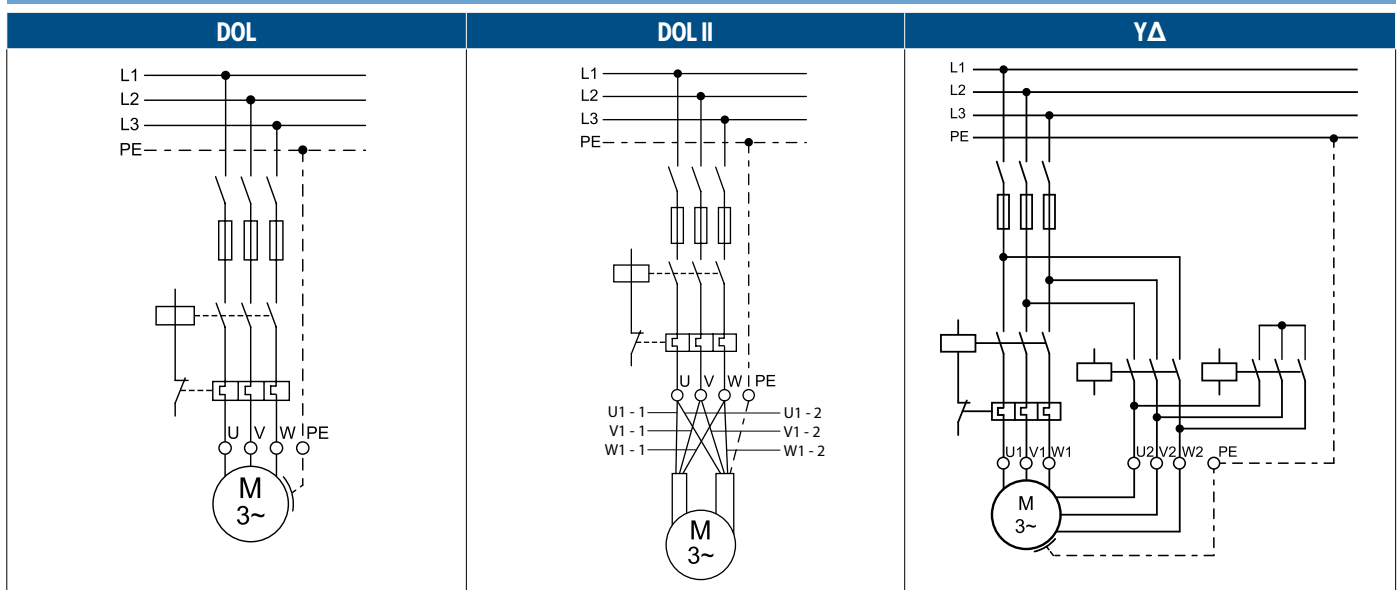 DOL
DOL II
YΔ
L1
L2
L3
PE
U V W PE
M
3~
L1
L2
L3
PE
U V W PE
U1 - 1 U1 - 2
V1 - 1 V1 - 2
W1 - 1 W1 - 2
M
3~
L1
L2
L3
PE
U1 V1 W1 U2 V2 W2 PE
M
3~